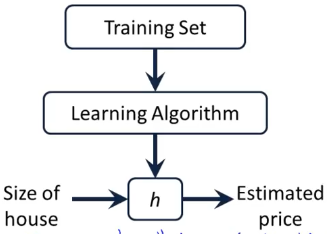 Training Set
Learning Algorithm
Size of
house
h
Estimated
price